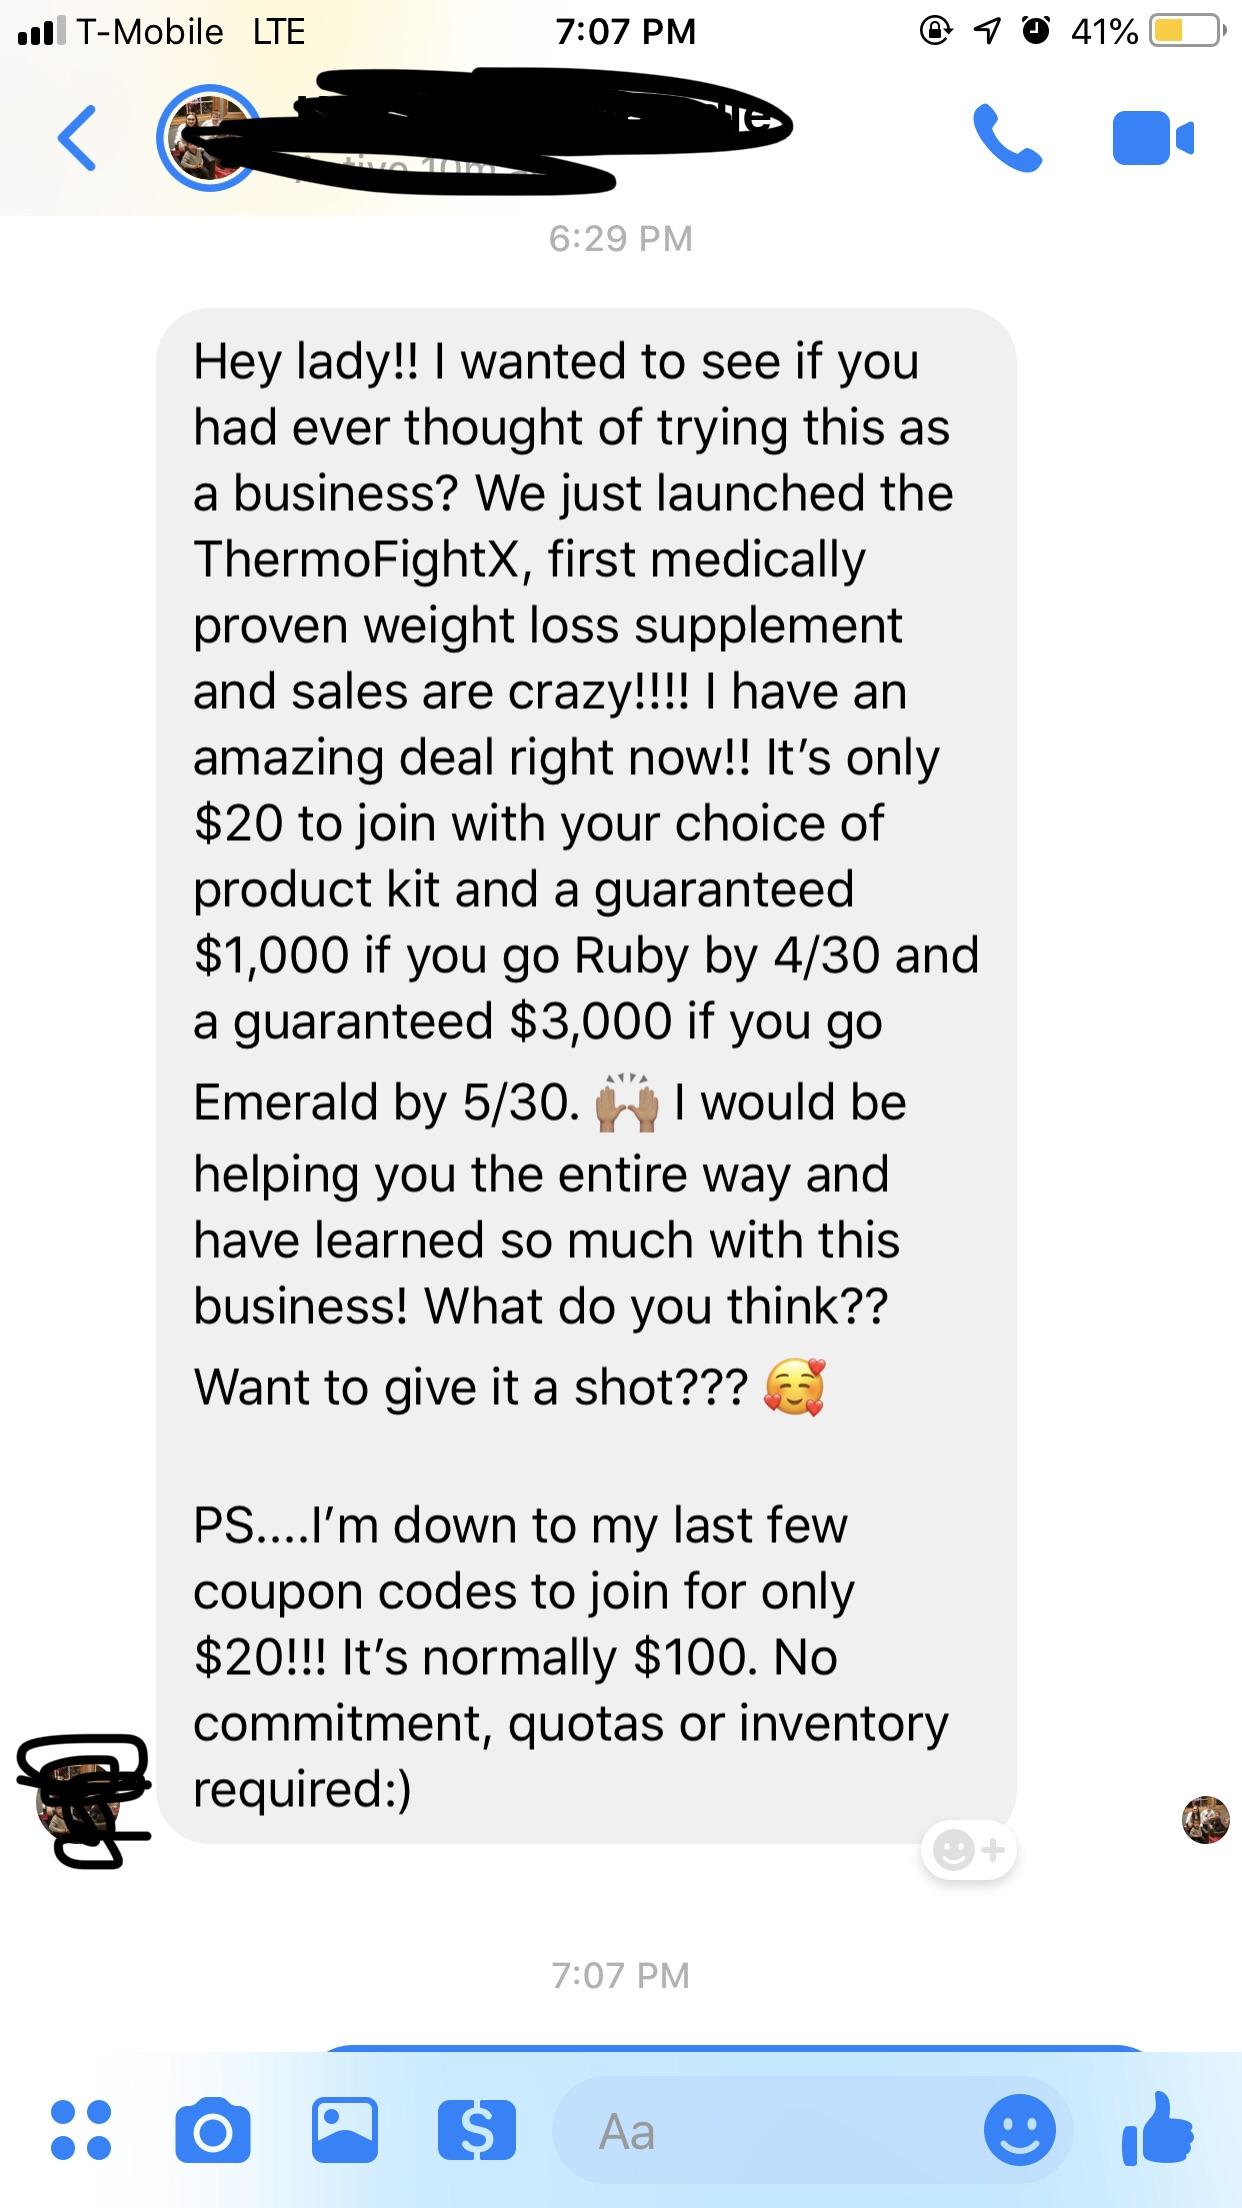 T-Mobile LTE 7:07 PM 41%
6:29 PM
Hey lady!! I wanted to see if you
had ever thought of trying this as
a business? We just launched the
ThermoFightX, first medically
proven weight loss supplement
and sales are crazy!!!! I have an
amazing deal right now!! It’s only
$20 to join with your choice of
product kit and a guaranteed
$1,000 if you go Ruby by 4/30 and
a guaranteed $3,000 if you go
Emerald by 5/30. 🙌🏽 I would be
helping you the entire way and
have learned so much with this
business! What do you think??
Want to give it a shot??? 🥰
PS....I’m down to my last few
coupon codes to join for only
$20!!! It’s normally $100. No
commitment, quotas or inventory
required:)
7:07 PM
Aa